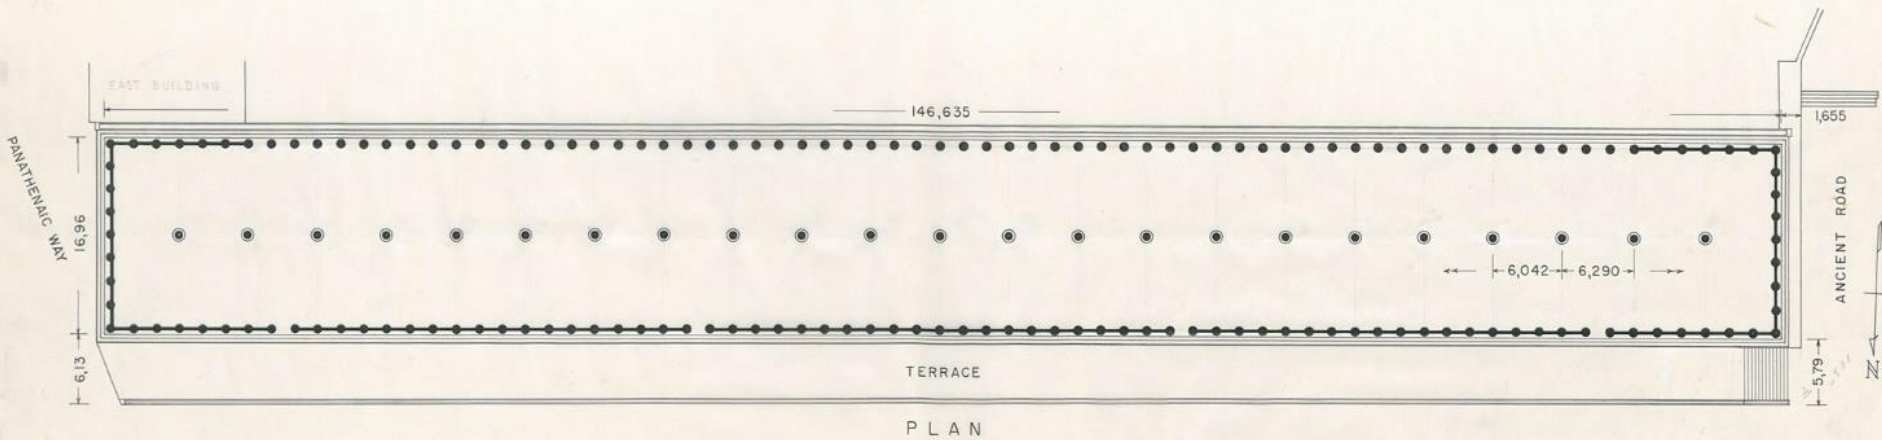 EAST BUILDING
146,635
1,655
PANATHENAIC WAY
16,96
ANCIENT ROAD
6,042
6,290
6,13
TERRACE
5,79
N
PLAN